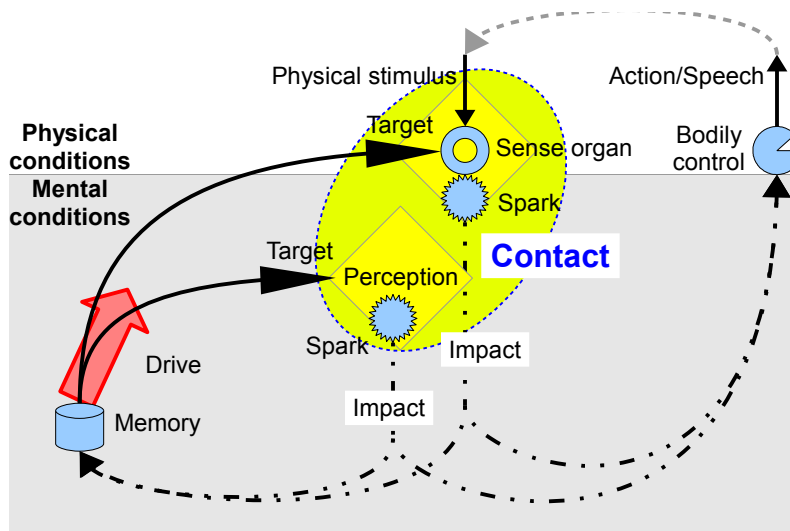 Physical stimulus
Action/Speech
Target
Physical
conditions
Sense organ
Bodily
control
Mental
conditions
Spark
Target
Contact
Perception
Spark
Impact
Drive
Impact
Memory